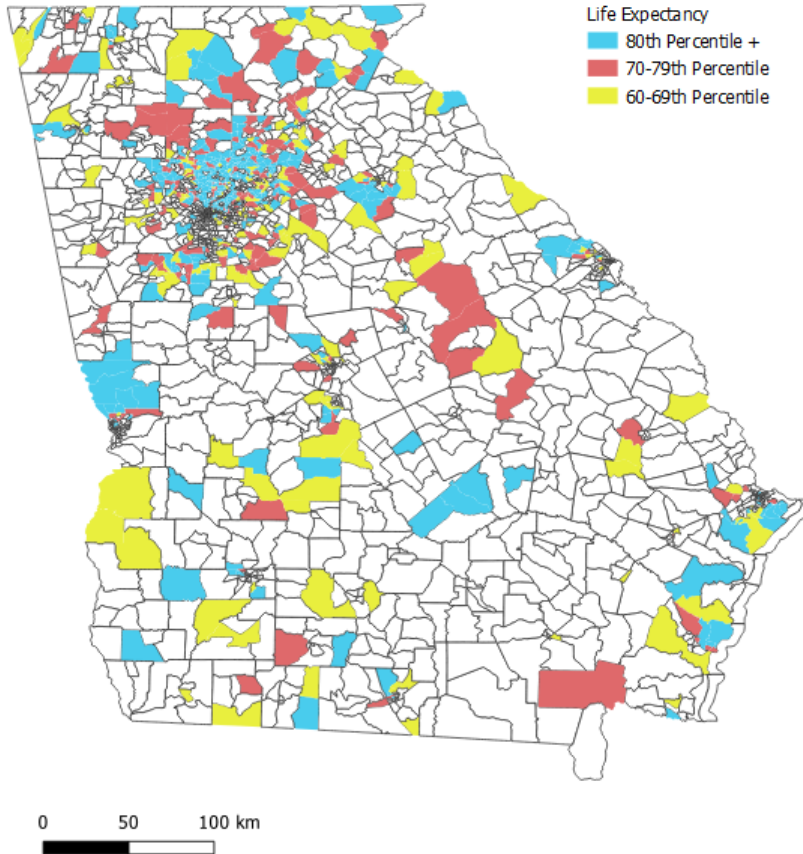 Life Expectancy
80th Percentile +
70-79th Percentile
60-69th Percentile
0 50 100 km